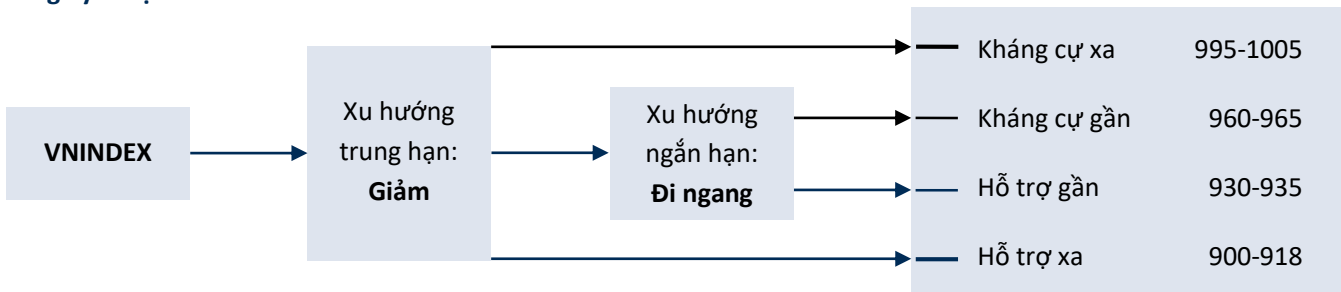 VNINDEX
Xu hướng
trung hạn:
Giảm
Xu hướng
ngắn hạn:
Đi ngang
Kháng cự xa 995-1005
Kháng cự gần 960-965
Hỗ trợ gần 930-935
Hỗ trợ xa 900-918